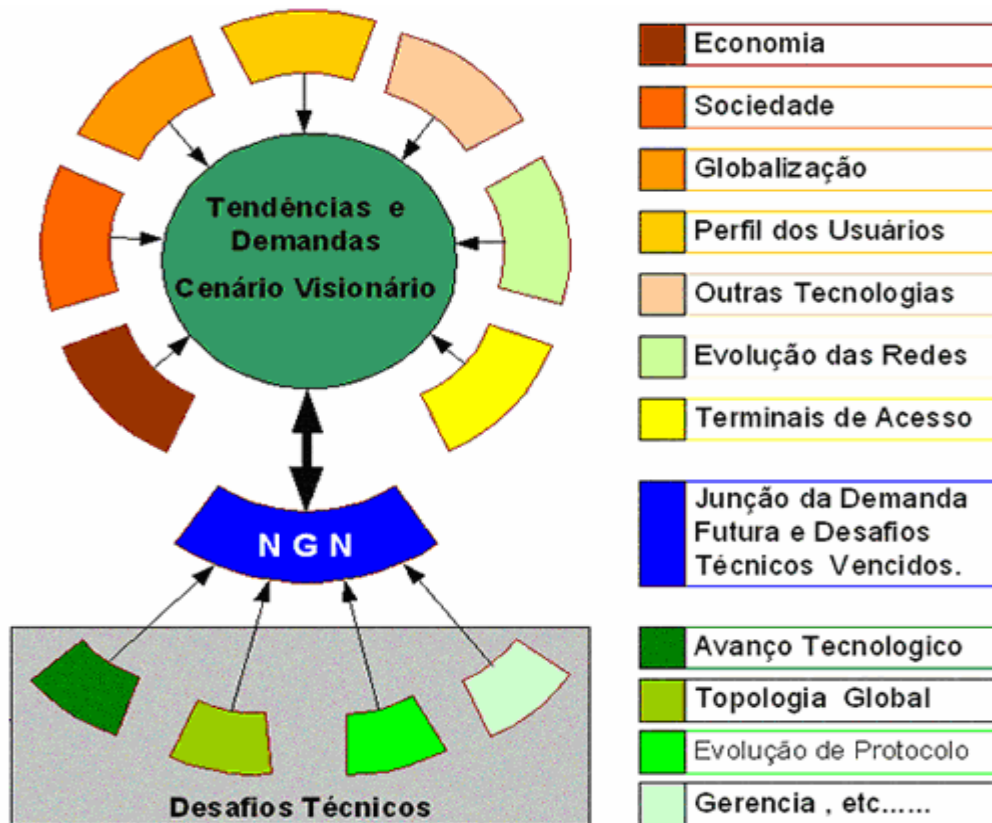 Tendências e
Demandas
Cenário Visionário
N G N
Desafios Técnicos
Economia
Sociedade
Globalização
Perfil dos Usuários
Outras Tecnologias
Evolução das Redes
Terminais de Acesso
Junção da Demanda
Futura e Desafios
Técnicos Vencidos.
Avanço Tecnologico
Topologia Global
Evolução de Protocolo
Gerencia , etc......